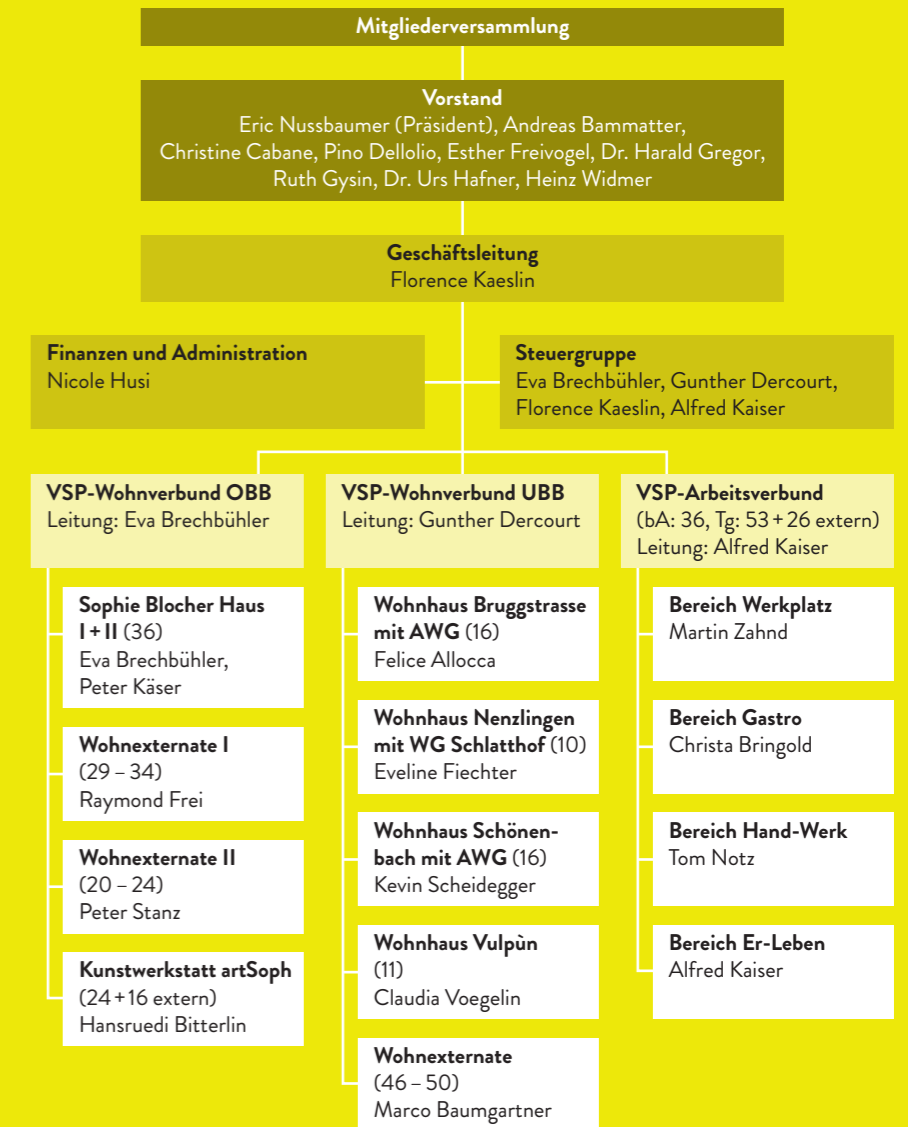 Mitgliederversammlung
Vorstand
Eric Nussbaumer (Präsident), Andreas Bammatter,
Christine Cabane, Pino Dellolio, Esther Freivogel, Dr. Harald Gregor,
Ruth Gysin, Dr. Urs Hafner, Heinz Widmer
Geschäftsleitung
Florence Kaeslin
Finanzen und Administration
Nicole Husi
Steuergruppe
Eva Brechbühler, Gunther Dercourt,
Florence Kaeslin, Alfred Kaiser
VSP-Wohnverbund OBB
Leitung: Eva Brechbühler
Sophie Blocher Haus
I + II (36)
Eva Brechbühler,
Peter Käser
Wohnexternate I
(29 – 34)
Raymond Frei
Wohnexternate II
(20 – 24)
Peter Stanz
Kunstwerkstatt artSoph
(24 + 16 extern)
Hansruedi Bitterlin
VSP-Wohnverbund UBB
Leitung: Gunther Dercourt
Wohnhaus Bruggstrasse
mit AWG (16)
Felice Allocca
Wohnhaus Nenzlingen
mit WG Schlatthof (10)
Eveline Fiechter
Wohnhaus Schönen-
bach mit AWG (16)
Kevin Scheidegger
Wohnhaus Vulpùn
(11)
Claudia Voegelin
Wohnexternate
(46 – 50)
Marco Baumgartner
VSP-Arbeitsverbund
(bA: 36, Tg: 53 + 26 extern)
Leitung: Alfred Kaiser
Bereich Werkplatz
Martin Zahnd
Bereich Gastro
Christa Bringold
Bereich Hand-Werk
Tom Notz
Bereich Er-Leben
Alfred Kaiser